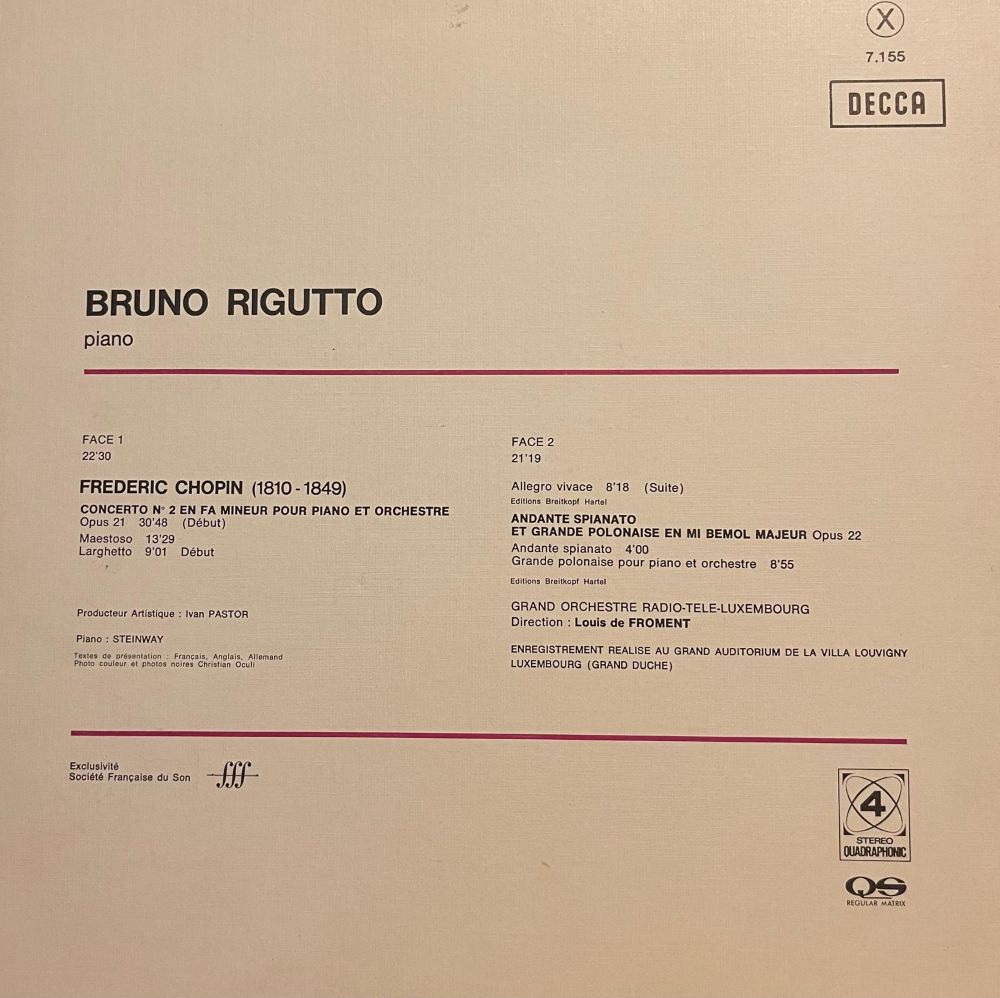 X
7.155
DECCA
BRUNO RIGUTTO
piano
FACE 1
22'30
FREDERIC CHOPIN (1810 - 1849)
CONCERTO N° 2 EN FA MINEUR POUR PIANO ET ORCHESTRE
Opus 21 30'48 (Début)
Maestoso 13'29
Larghetto 9'01 Début
Producteur Artistique : Ivan PASTOR
Piano : STEINWAY
Textes de présentation : Français, Anglais, Allemand
Photo couleur et photos noires Christian Oculi
FACE 2
21'19
Allegro vivace 8'18 (Suite)
Editions Breitkopf Hartel
ANDANTE SPIANATO
ET GRANDE POLONAISE EN MI BEMOL MAJEUR Opus 22
Andante spianato 4'00
Grande polonaise pour piano et orchestre 8'55
Editions Breitkopf Hartel
GRAND ORCHESTRE RADIO-TELE-LUXEMBOURG
Direction : Louis de FROMENT
ENREGISTREMENT REALISE AU GRAND AUDITORIUM DE LA VILLA LOUVIGNY
LUXEMBOURG (GRAND DUCHE)
Exclusivité
Société Française du Son fff
4
STEREO
QUADRAPHONIC
QS
REGULAR MATRIX